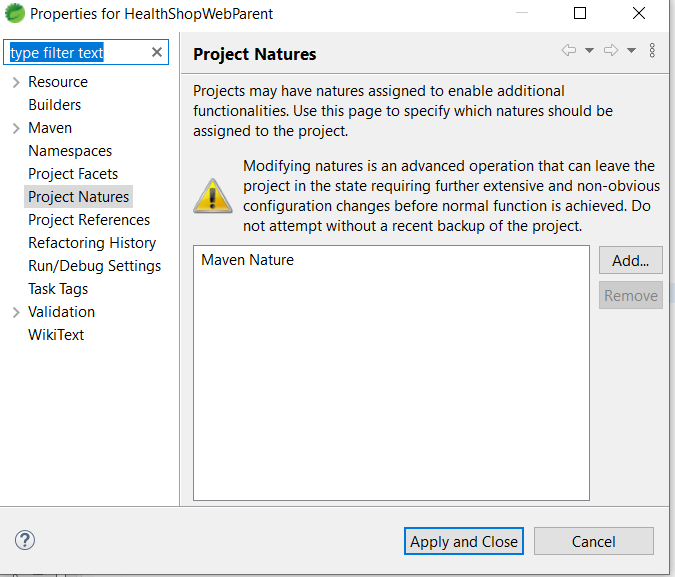 Properties for HealthShopWebParent
type filter text
Resource
Builders
Maven
Namespaces
Project Facets
Project Natures
Project References
Refactoring History
Run/Debug Settings
Task Tags
Validation
WikiText
Project Natures
Projects may have natures assigned to enable additional
functionalities. Use this page to specify which natures should be
assigned to the project.
Modifying natures is an advanced operation that can leave the
project in the state requiring further extensive and non-obvious
configuration changes before normal function is achieved. Do
not attempt without a recent backup of the project.
Maven Nature
Add...
Remove
Apply and Close
Cancel